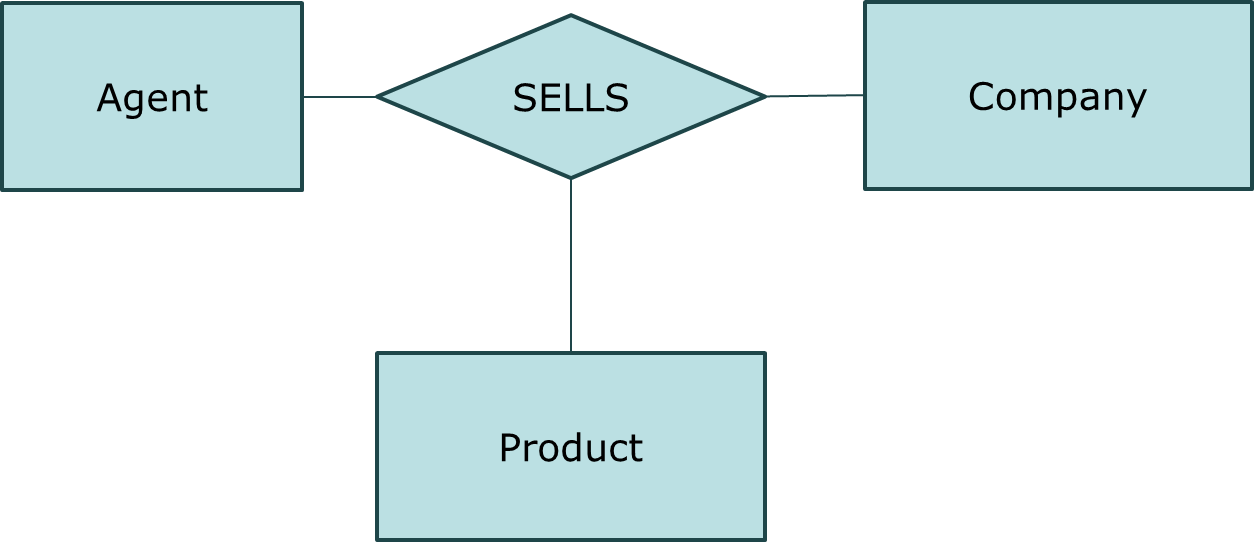 Agent
SELLS
Company
Product